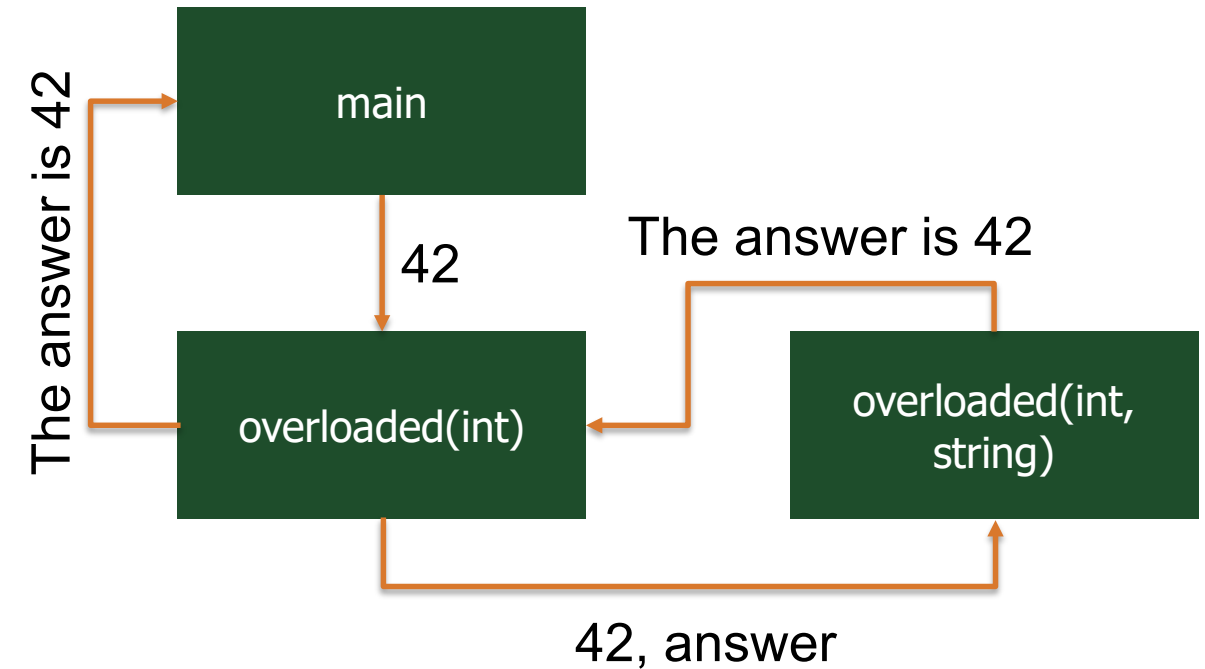 main
The answer is 42
42
The answer is 42
overloaded(int)
overloaded(int,
string)
42, answer